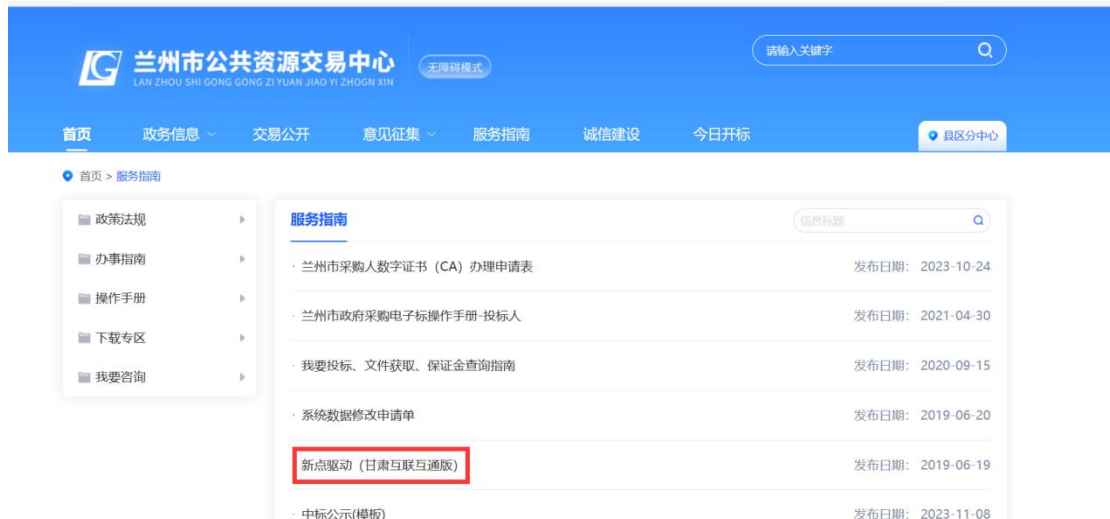 兰州市公共资源交易中心
LAN ZHOU SHI GONG GONG ZI YUAN JIAO YI ZHOGN XIN
无障碍模式
请输入关键字
首页 政务信息 交易公开 意见征集 服务指南 诚信建设 今日开标 县区分中心
首页 > 服务指南
政策法规
办事指南
操作手册
下载专区
我要咨询
服务指南
信息标题
· 兰州市采购人数字证书（CA）办理申请表 发布日期： 2023-10-24
· 兰州市政府采购电子标操作手册-投标人 发布日期： 2021-04-30
· 我要投标、文件获取、保证金查询指南 发布日期： 2020-09-15
· 系统数据修改申请单 发布日期： 2019-06-20
新点驱动（甘肃互联互通版） 发布日期： 2019-06-19
· 中标公示(模板) 发布日期： 2023-11-08